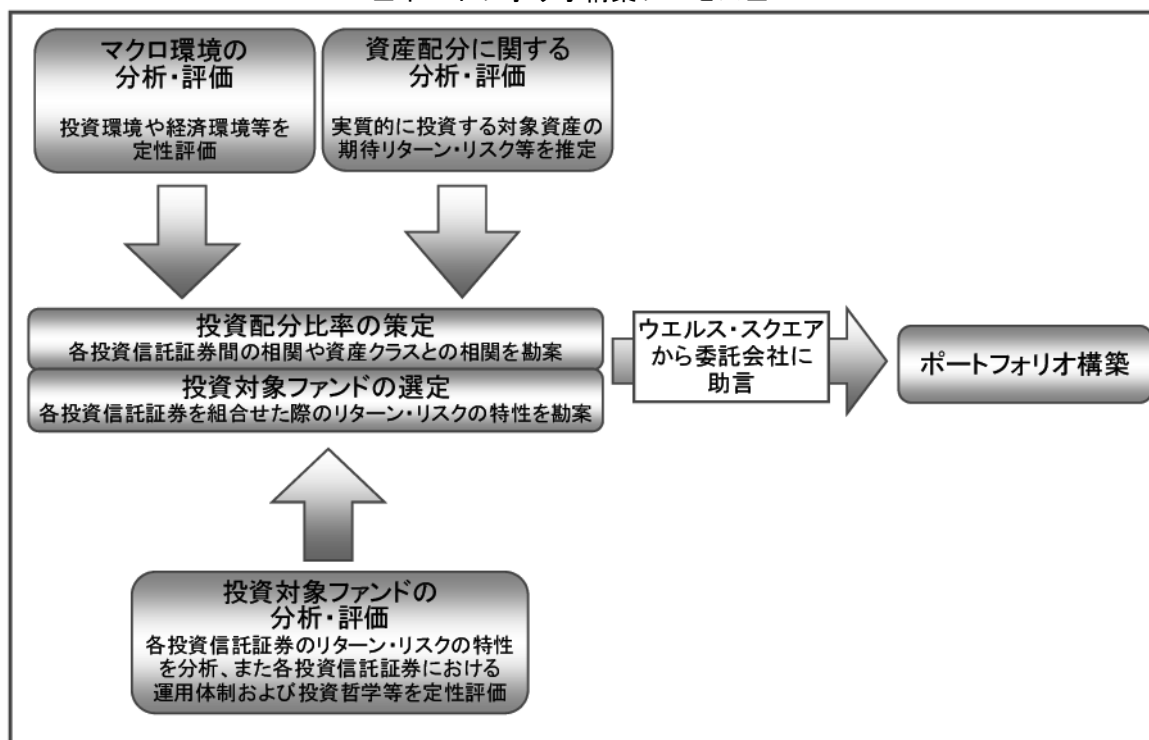 マクロ環境の
分析・評価
投資環境や経済環境等を
定性評価
資産配分に関する
分析・評価
実質的に投資する対象資産の
期待リターン・リスク等を推定
投資配分比率の策定
各投資信託証券間の相関や資産クラスとの相関を勘案
投資対象ファンドの選定
各投資信託証券を組合せた際のリターン・リスクの特性を勘案
ウエルス・スクエア
から委託会社に
助言
ポートフォリオ構築
投資対象ファンドの
分析・評価
各投資信託証券のリターン・リスクの特性
を分析、また各投資信託証券における
運用体制および投資哲学等を定性評価